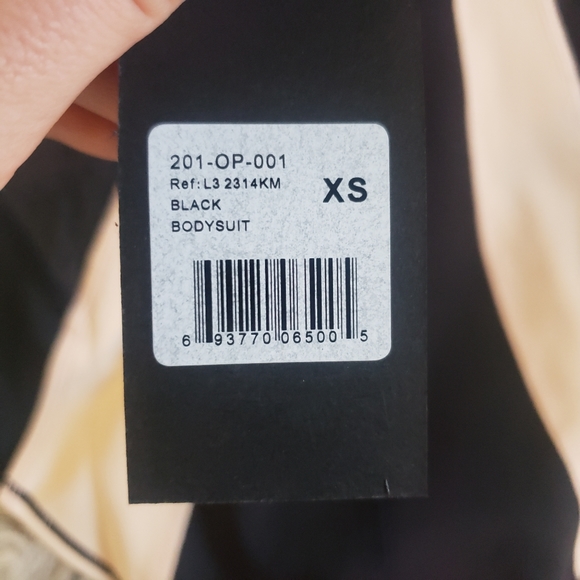 201-OP-001
Ref: L3 2314KM
XS
BLACK
BODYSUIT
6 93770 06500 5